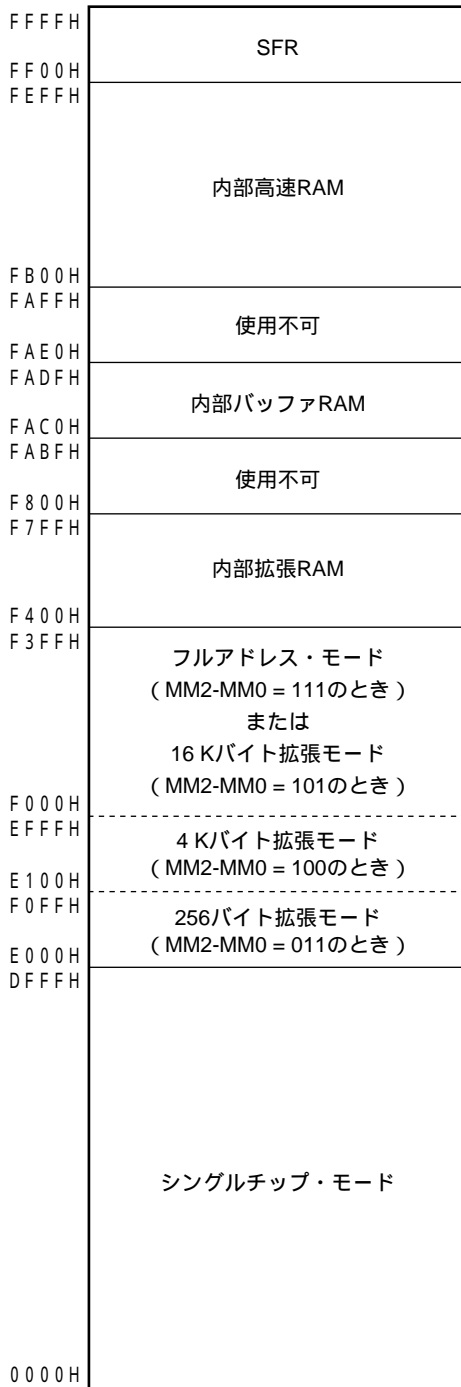 FFFFH
SFR
FF00H
FEFFH
内部高速RAM
FB00H
FAFFH
使用不可
FAE0H
FADFH
内部バッファRAM
FAC0H
FABFH
使用不可
F800H
F7FFH
内部拡張RAM
F400H
F3FFH
フルアドレス・モード
（MM2-MM0 = 111のとき）
または
16 Kバイト拡張モード
（MM2-MM0 = 101のとき）
F000H
EFFFH
4 Kバイト拡張モード
（MM2-MM0 = 100のとき）
E100H
F0FFH
256バイト拡張モード
（MM2-MM0 = 011のとき）
E000H
DFFFH
シングルチップ・モード
0000H